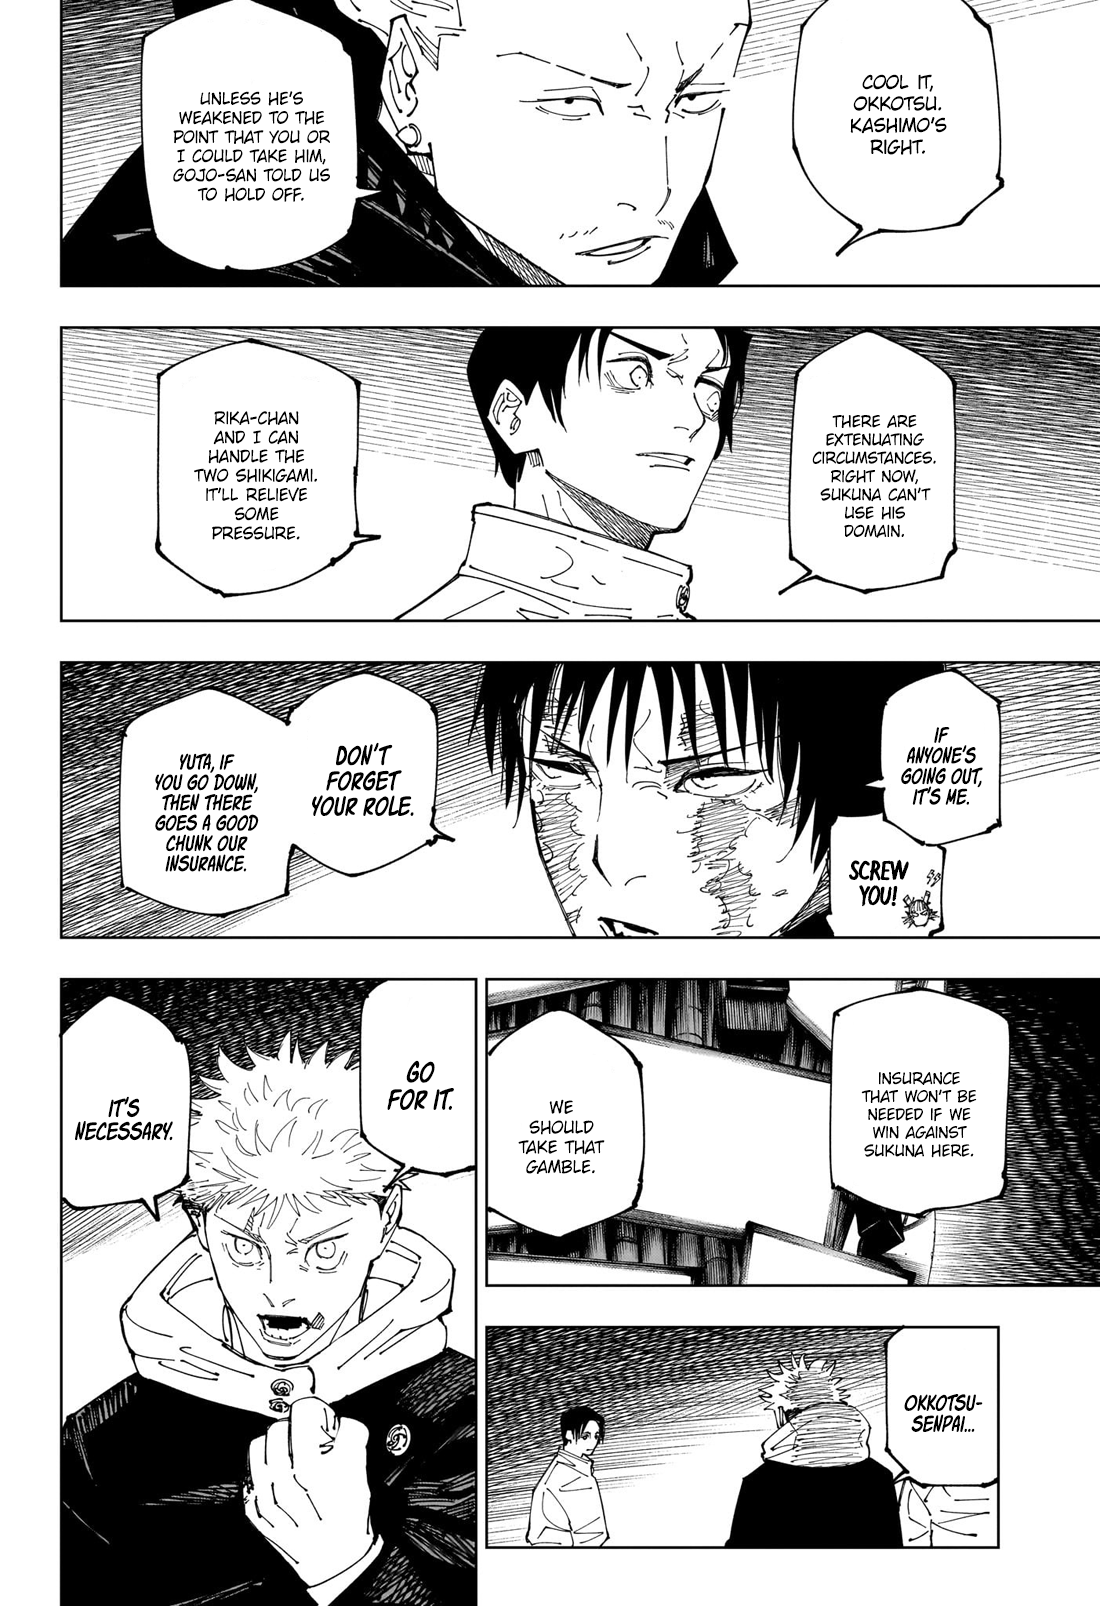 COOL IT,
OKKOTSU.
KASHIMO'S
RIGHT.
UNLESS HE'S
WEAKENED TO THE
POINT THAT YOU OR
I COULD TAKE HIM,
GOJO-SAN TOLD US
TO HOLD OFF.
THERE ARE
EXTENUATING
CIRCUMSTANCES.
RIGHT NOW,
SUKUNA CAN'T
USE HIS
DOMAIN.
RIKA-CHAN
AND I CAN
HANDLE THE
TWO SHIKIGAMI.
IT'LL RELIEVE
SOME
PRESSURE.
IF
ANYONE'S
GOING OUT,
IT'S ME.
SCREW
YOU!
DON'T
FORGET
YOUR ROLE.
YUTA, IF
YOU GO DOWN,
THEN THERE
GOES A GOOD
CHUNK OUR
INSURANCE.
INSURANCE
THAT WON'T BE
NEEDED IF WE
WIN AGAINST
SUKUNA HERE.
WE
SHOULD
TAKE THAT
GAMBLE.
OKKOTSU-
SENPAI...
GO
FOR IT.
IT'S
NECESSARY.